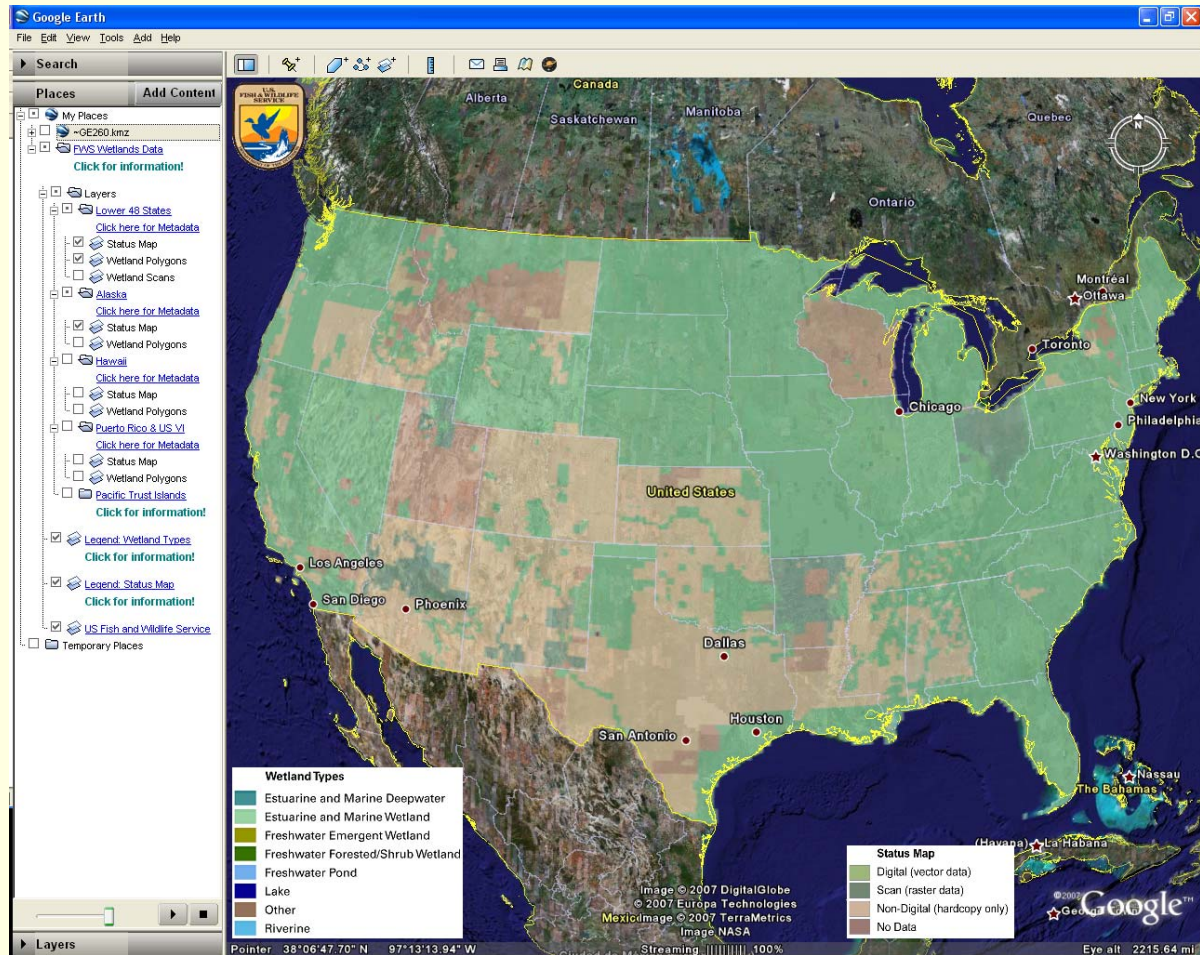 Google Earth
File Edit View Tools Add Help
Search
Places
Add Content
My Places
~GE260.kmz
FWS Wetlands Data
Click for information!
Layers
Lower 48 States
Click here for Metadata
Status Map
Wetland Polygons
Wetland Scans
Alaska
Click here for Metadata
Status Map
Wetland Polygons
Hawaii
Click here for Metadata
Status Map
Wetland Polygons
Puerto Rico & US VI
Click here for Metadata
Status Map
Wetland Polygons
Pacific Trust Islands
Click for information!
Legend: Wetland Types
Click for information!
Legend: Status Map
Click for information!
US Fish and Wildlife Service
Temporary Places
Layers
U.S.
FISH & WILDLIFE
SERVICE
Canada
Alberta
Saskatchewan
Manitoba
Quebec
N
Ontario
Montréal
Ottawa
Toronto
Chicago
New York
Philadelphia
Washington D.C
United States
Los Angeles
San Diego
Phoenix
Dallas
Houston
San Antonio
Nassau
The Bahamas
(Havana)
La Habana
Mexico
Wetland Types
Estuarine and Marine Deepwater
Estuarine and Marine Wetland
Freshwater Emergent Wetland
Freshwater Forested/Shrub Wetland
Freshwater Pond
Lake
Other
Riverine
Status Map
Digital (vector data)
Scan (raster data)
Non-Digital (hardcopy only)
No Data
Image © 2007 DigitalGlobe
© 2007 Europa Technologies
Image © 2007 TerraMetrics
Image NASA
Google™
Pointer 38°06'47.70" N 97°13'13.94" W
Streaming ||||||||| 100%
Eye alt 2215.64 mi